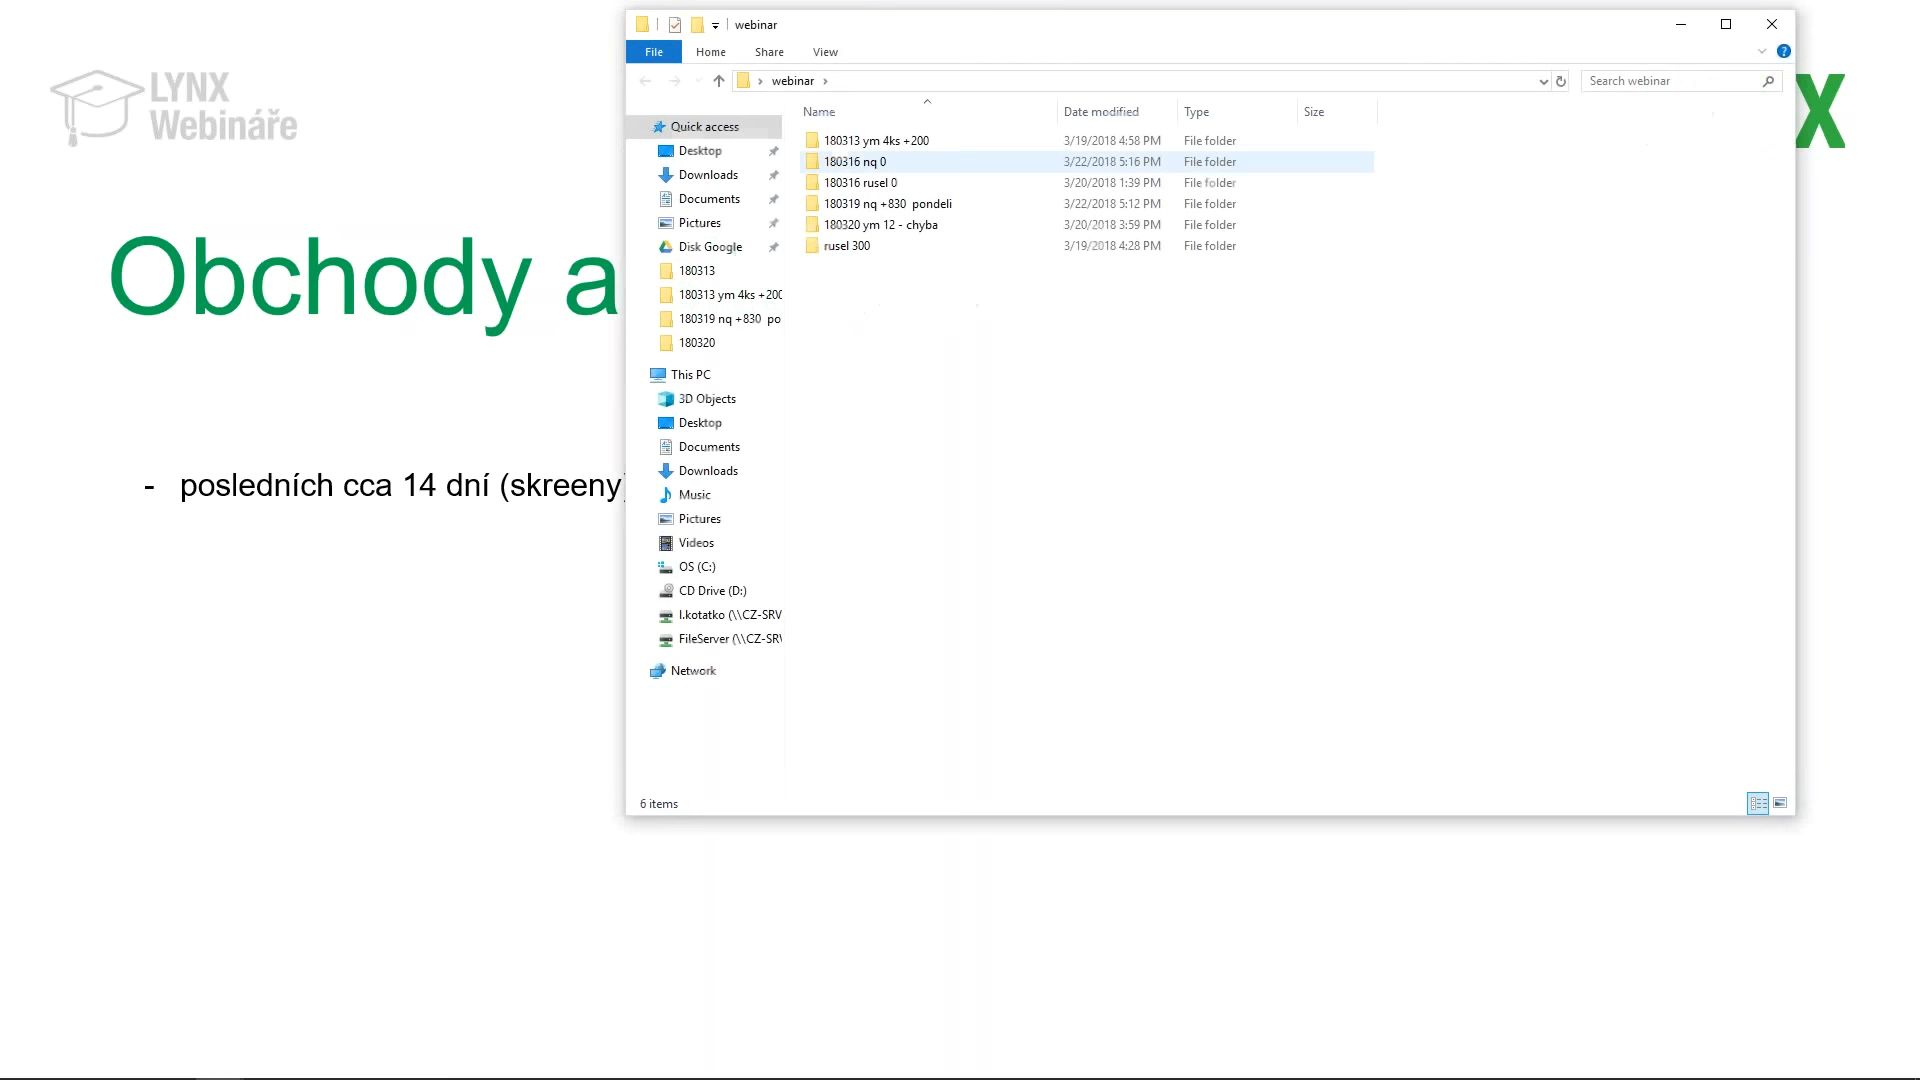 LYNX
Webináře
X
Obchody a
- posledních cca 14 dní (skreeny)
webinar
File Home Share View
webinar
Search webinar
Name Date modified Type Size
180313 ym 4ks +200 3/19/2018 4:58 PM File folder
180316 nq 0 3/22/2018 5:16 PM File folder
180316 rusel 0 3/20/2018 1:39 PM File folder
180319 nq +830 pondeli 3/22/2018 5:12 PM File folder
180320 ym 12 - chyba 3/20/2018 3:59 PM File folder
rusel 300 3/19/2018 4:28 PM File folder
Quick access
Desktop
Downloads
Documents
Pictures
Disk Google
180313
180313 ym 4ks +200
180319 nq +830 po
180320
This PC
3D Objects
Desktop
Documents
Downloads
Music
Pictures
Videos
OS (C:)
CD Drive (D:)
l.kotatko (\\CZ-SRV
FileServer (\\CZ-SRV
Network
6 items